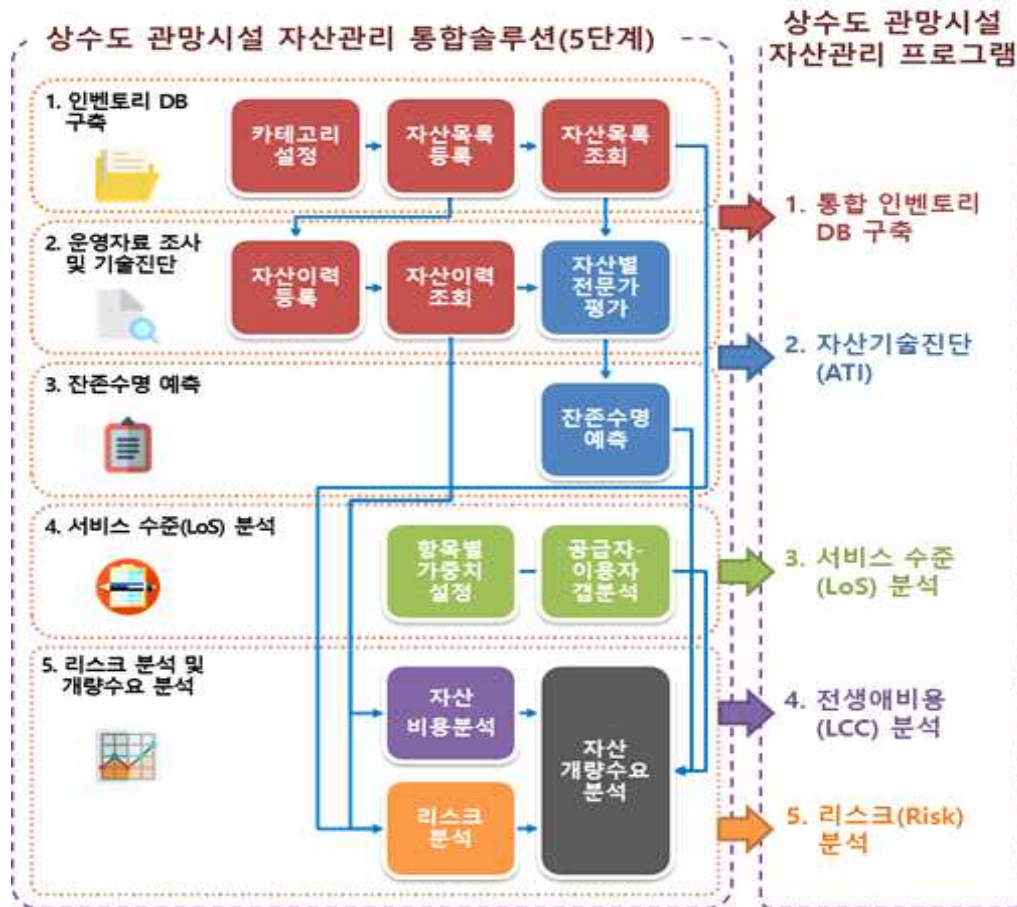 상수도 관망시설 자산관리 통합솔루션(5단계)
상수도 관망시설
자산관리 프로그램
1. 인벤토리 DB
구축
카테고리
설정
자산목록
등록
자산목록
조회
2. 운영자료 조사
및 기술진단
자산이력
등록
자산이력
조회
자산별
전문가
평가
3. 잔존수명 예측
잔존수명
예측
4. 서비스 수준(LoS) 분석
항목별
가중치
설정
공급자-
이용자
갭분석
5. 리스크 분석 및
개량수요 분석
자산
비용분석
리스크
분석
자산
개량수요
분석
1. 통합 인벤토리
DB 구축
2. 자산기술진단
(ATI)
3. 서비스 수준
(LoS) 분석
4. 전생애비용
(LCC) 분석
5. 리스크(Risk)
분석